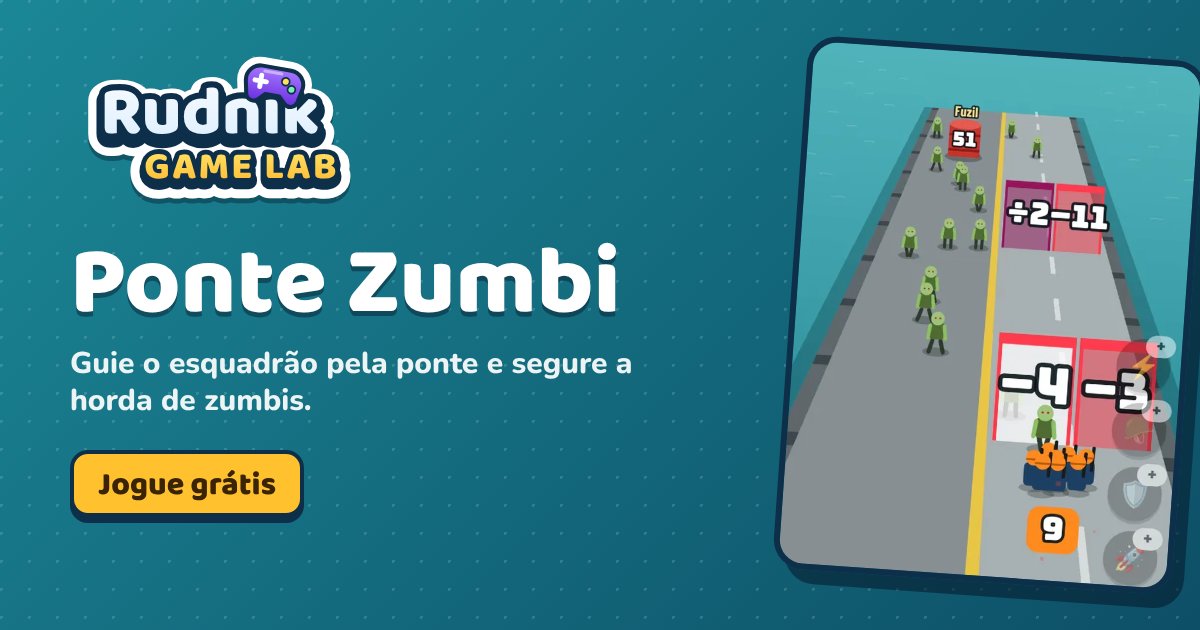 Rudnik
GAME LAB
Ponte Zumbi
Guie o esquadrão pela ponte e segure a
horda de zumbis.
Jogue grátis
Fuzil
51
÷2 −11
−4 −3
+
+
+
9
+